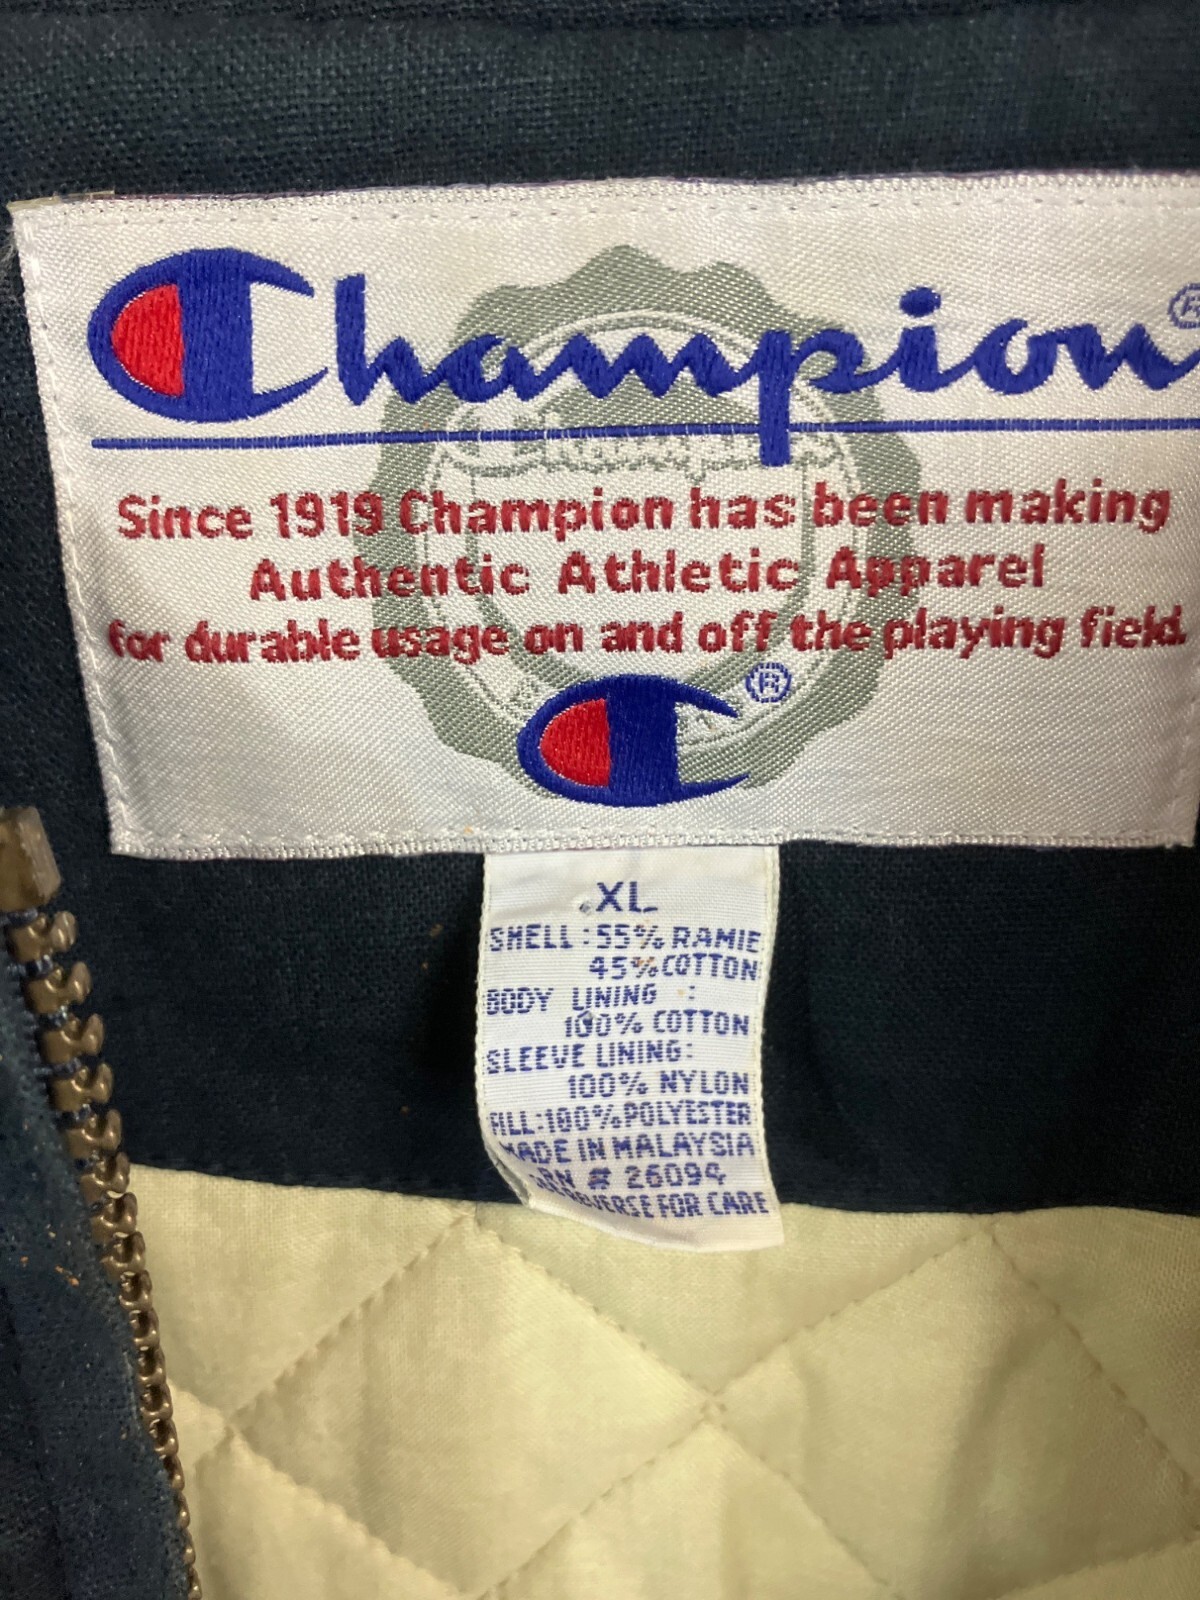 Champion®
Since 1919 Champion has been making
Authentic Athletic Apparel
for durable usage on and off the playing field.
®
XL
SHELL: 55% RAMIE
45% COTTON
BODY LINING :
100% COTTON
SLEEVE LINING:
100% NYLON
FILL: 100% POLYESTER
MADE IN MALAYSIA
RN # 26094
SEE REVERSE FOR CARE